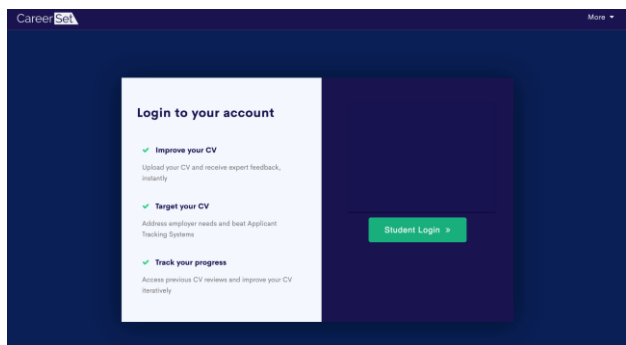 CareerSet
More
Login to your account
Improve your CV
Upload your CV and receive expert feedback,
instantly
Target your CV
Address employer needs and beat Applicant
Tracking Systems
Student Login »
Track your progress
Access previous CV reviews and improve your CV
iteratively